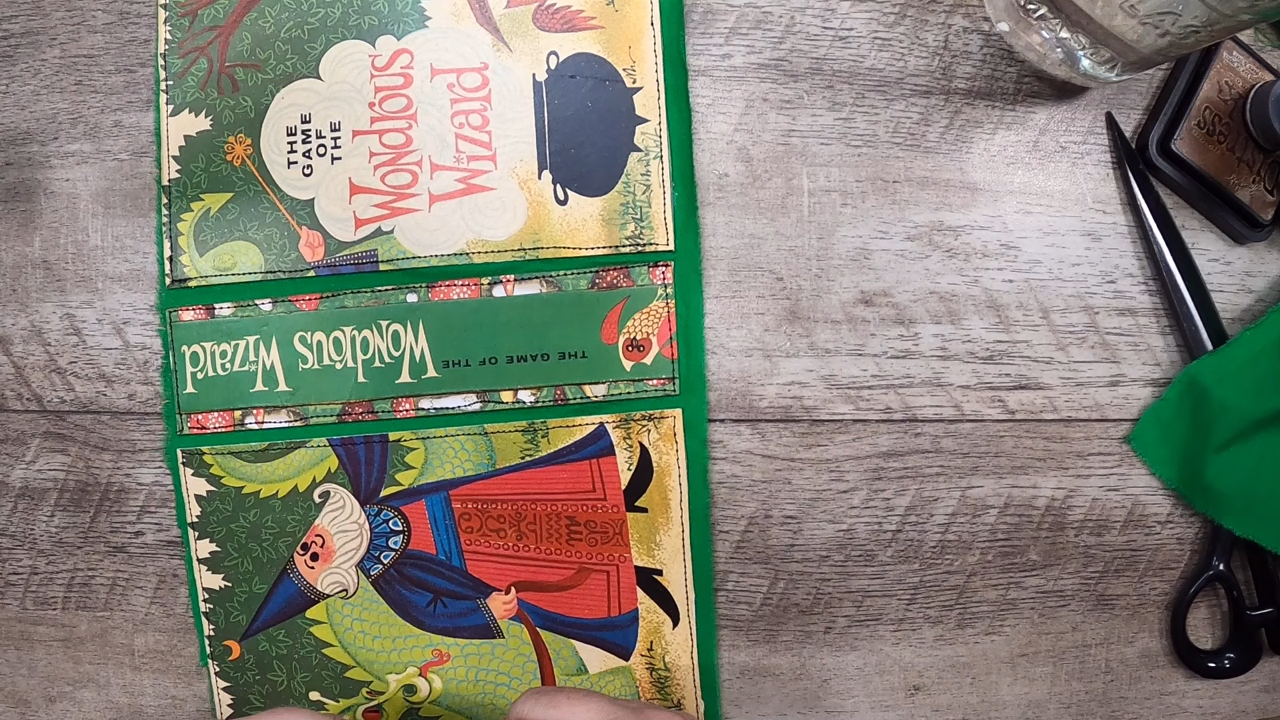 THE
GAME
OF
THE
Wondrous
Wizard
THE GAME OF THE
Wondrous
Wizard